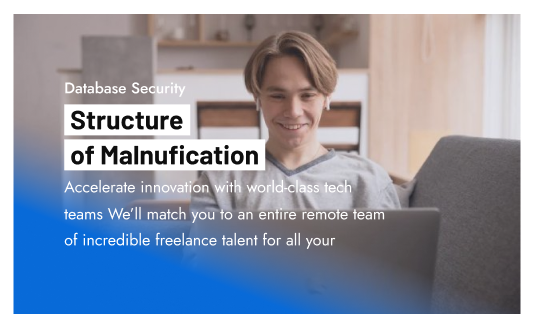 Database Security
Structure
of Malnufication
Accelerate innovation with world-class tech
teams We'll match you to an entire remote team
of incredible freelance talent for all your